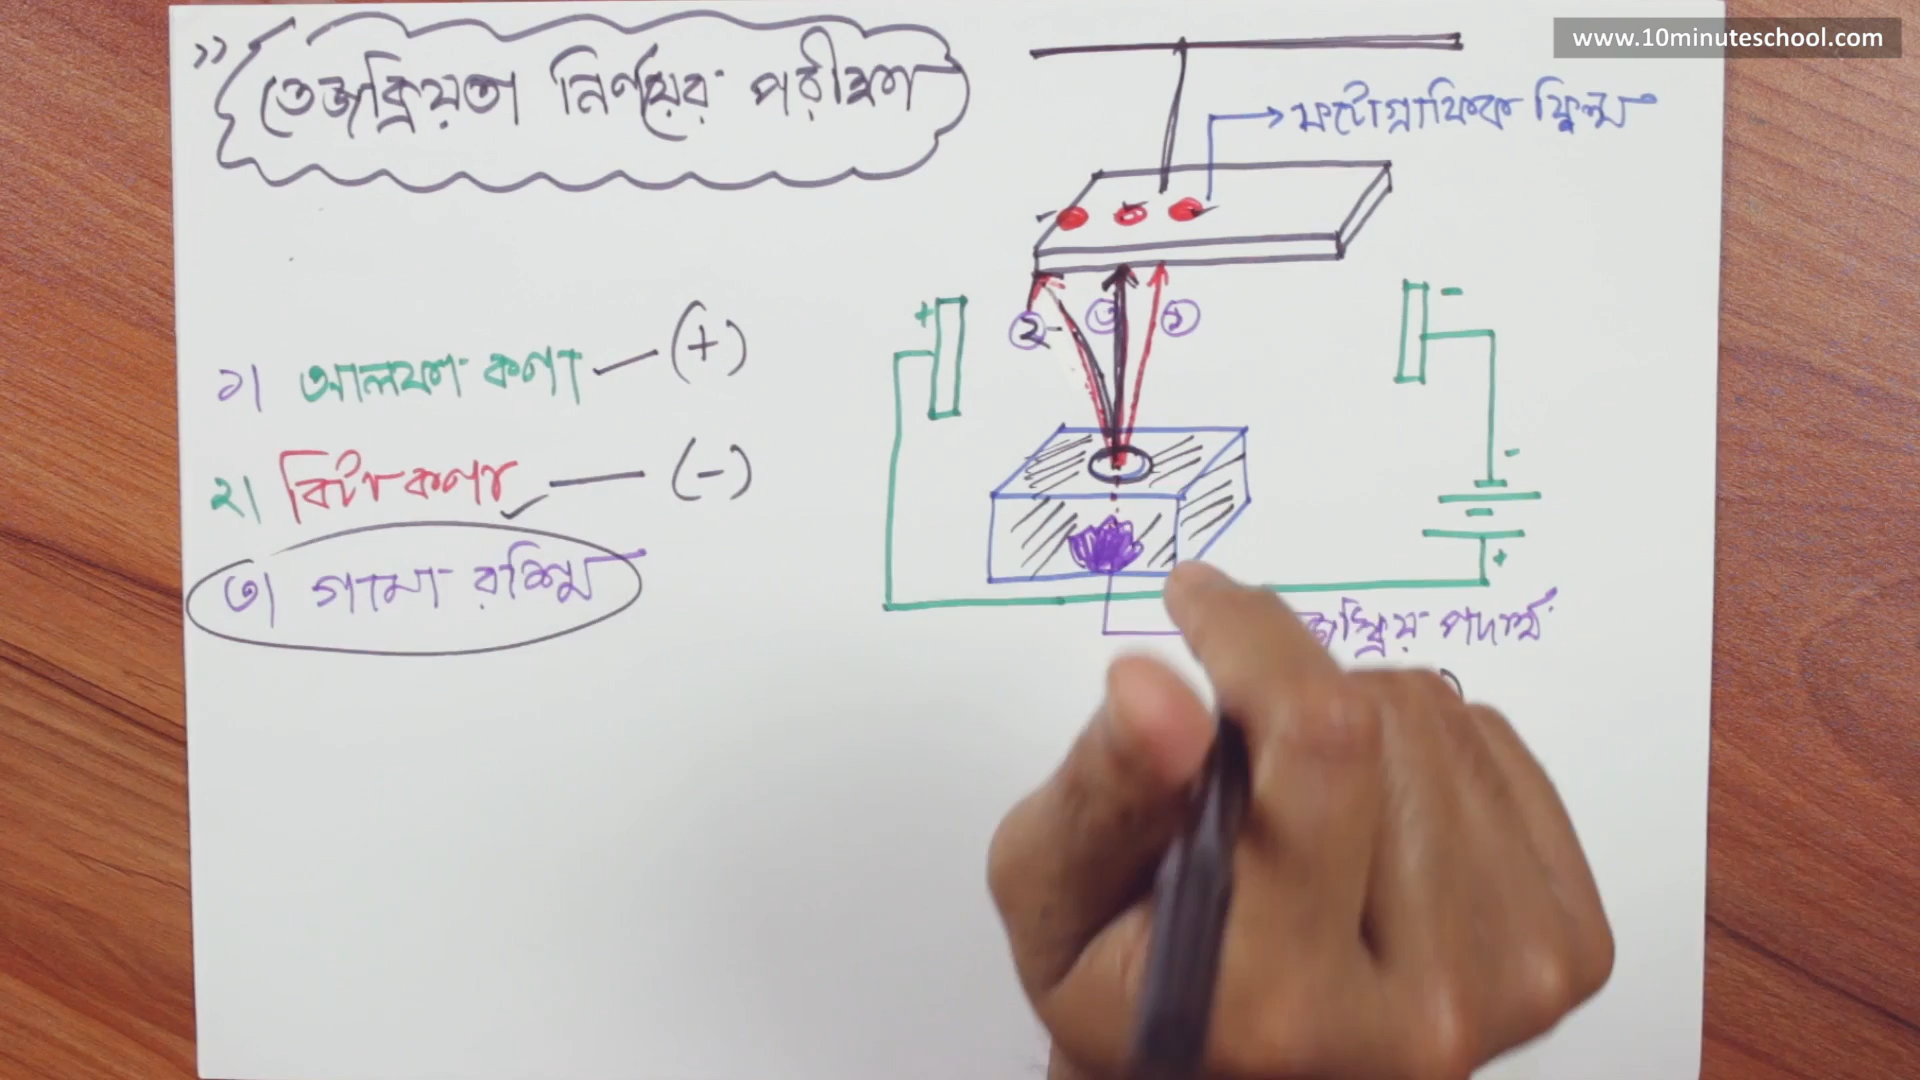 www.10minuteschool.com
" তেজস্ক্রিয়তা নির্ণয়ের পরীক্ষা
ফটোগ্রাফিক ফিল্ম
+
-
২
৩
১
১। আলফা কণা — (+)
২। বিটা কণা — (-)
৩। গামা রশ্মি
-
+
পদার্থ